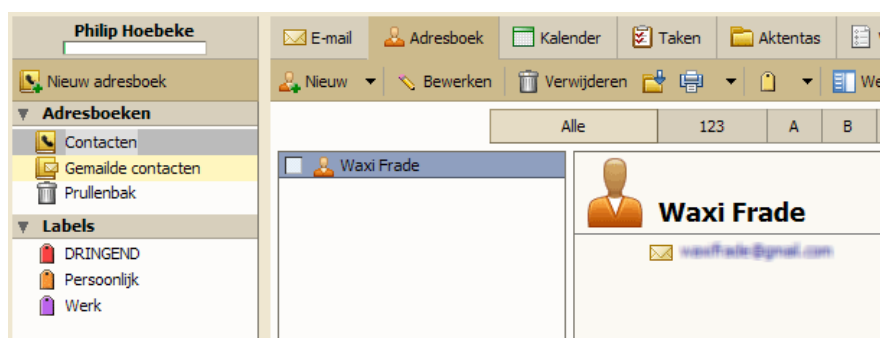 Philip Hoebeke
E-mail Adresboek Kalender Taken Aktentas
Nieuw adresboek
Nieuw Bewerken Verwijderen We
Adresboeken
Alle 123 A B
Contacten
Gemailde contacten
Prullenbak
Waxi Frade
Waxi Frade
Labels
DRINGEND
Persoonlijk
Werk